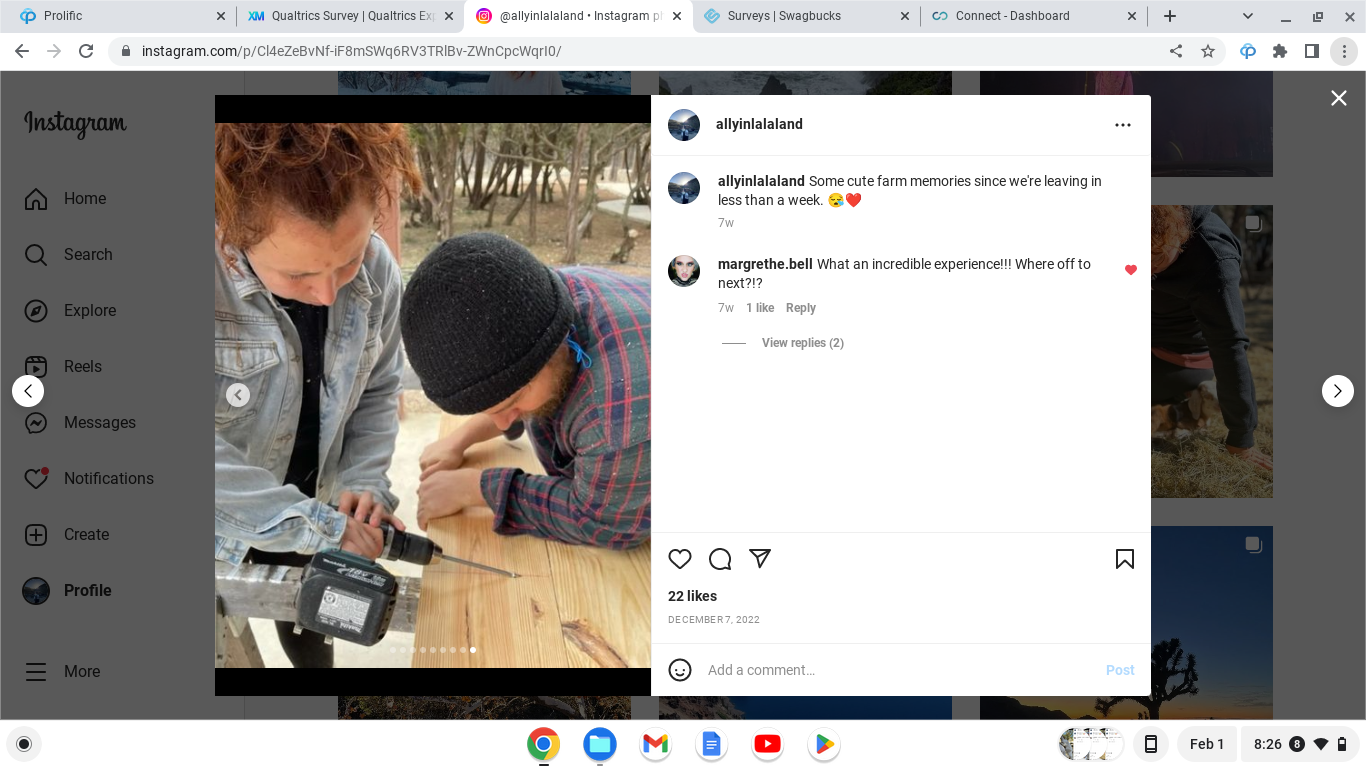 Prolific
Qualtrics Survey | Qualtrics Exp
@allyinlalaland • Instagram pl
Surveys | Swagbucks
Connect - Dashboard
instagram.com/p/Cl4eZeBvNf-iF8mSWq6RV3TRlBv-ZWnCpcWqrI0/
Instagram
Home
Search
Explore
Reels
Messages
Notifications
Create
Profile
More
allyinlalaland
allyinlalaland Some cute farm memories since we're leaving in
less than a week. 😪❤️
7w
margrethe.bell What an incredible experience!!! Where off to
next?!?
7w 1 like Reply
View replies (2)
22 likes
DECEMBER 7, 2022
Add a comment…
Post
Feb 1
8:26
8